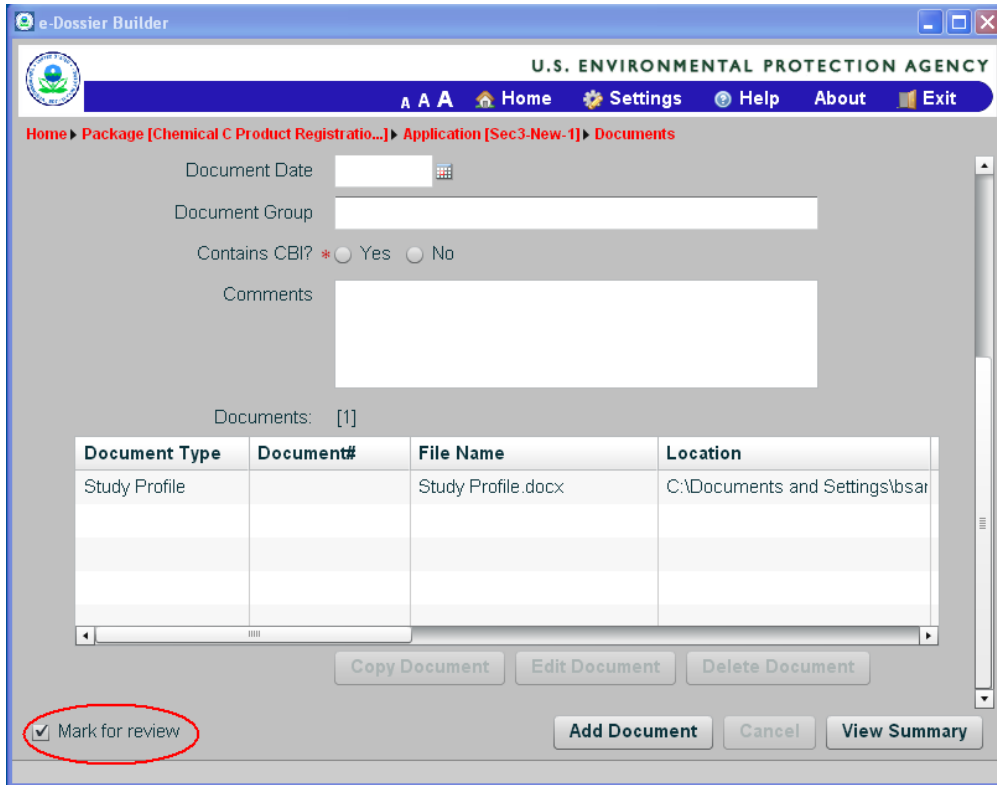 e-Dossier Builder
U.S. ENVIRONMENTAL PROTECTION AGENCY
A A A Home Settings Help About Exit
Home Package [Chemical C Product Registratio...] Application [Sec3-New-1] Documents
Document Date
Document Group
Contains CBI? * Yes No
Comments
Documents: [1]
Document Type Document# File Name Location
Study Profile Study Profile.docx C:\Documents and Settings\bsar
Copy Document Edit Document Delete Document
Mark for review Add Document Cancel View Summary